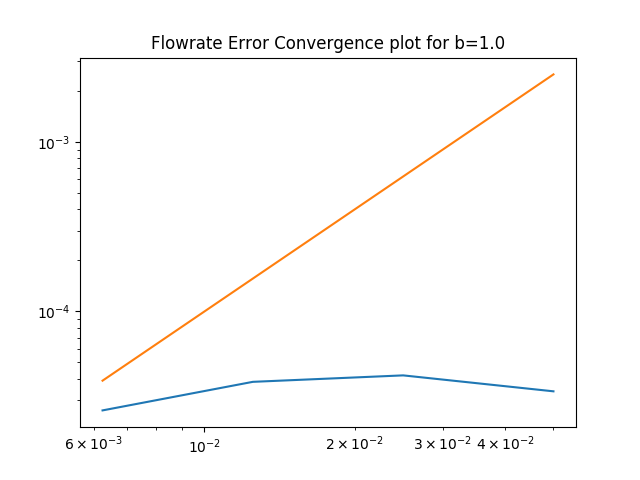 Flowrate Error Convergence plot for b=1.0
10⁻³
10⁻⁴
6 × 10⁻³ 10⁻² 2 × 10⁻² 3 × 10⁻² 4 × 10⁻²